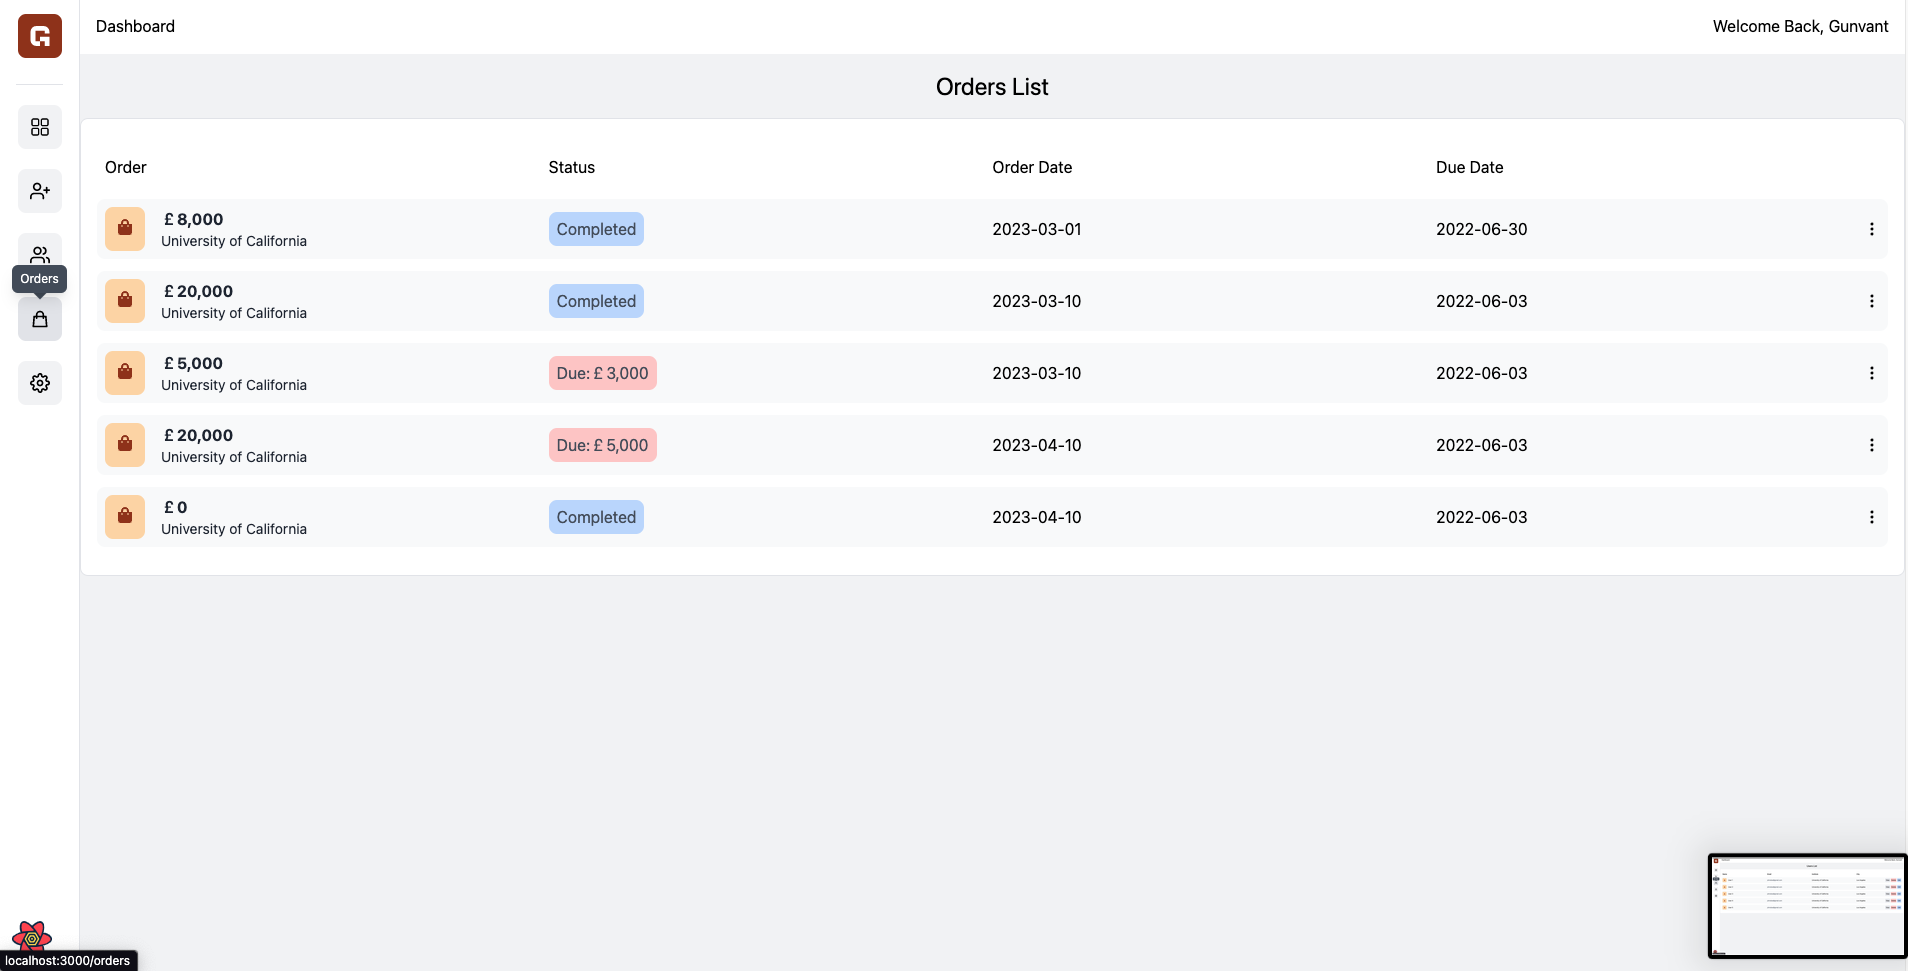 G
Dashboard
Welcome Back, Gunvant
Orders List
Order Status Order Date Due Date
£ 8,000
University of California
Completed 2023-03-01 2022-06-30
£ 20,000
University of California
Completed 2023-03-10 2022-06-03
£ 5,000
University of California
Due: £ 3,000 2023-03-10 2022-06-03
£ 20,000
University of California
Due: £ 5,000 2023-04-10 2022-06-03
£ 0
University of California
Completed 2023-04-10 2022-06-03
Orders
localhost:3000/orders